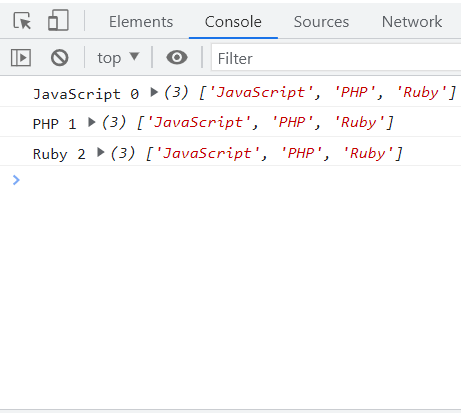 Elements Console Sources Network
top ▼ Filter
JavaScript 0 ▶(3) ['JavaScript', 'PHP', 'Ruby']
PHP 1 ▶(3) ['JavaScript', 'PHP', 'Ruby']
Ruby 2 ▶(3) ['JavaScript', 'PHP', 'Ruby']
>